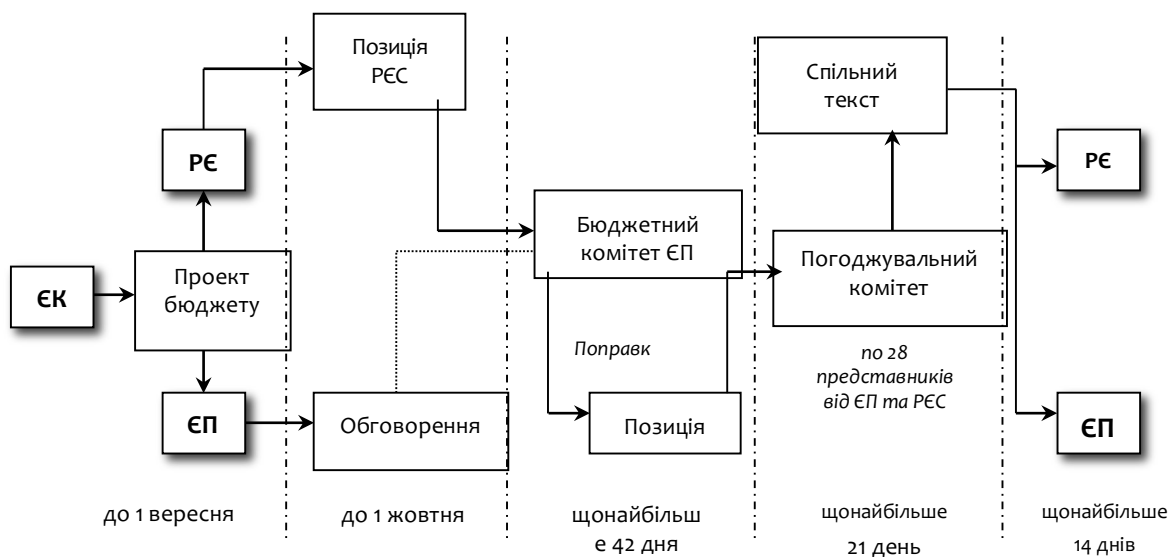 ЄК
Проект
бюджету
РЄ
ЄП
до 1 вересня
Позиція
РЄС
Обговорення
до 1 жовтня
Бюджетний
комітет ЄП
Поправк
Позиція
щонайбільш
е 42 дня
Спільний
текст
Погоджувальний
комітет
по 28
представників
від ЄП та РЄС
щонайбільше
21 день
РЄ
ЄП
щонайбільше
14 днів